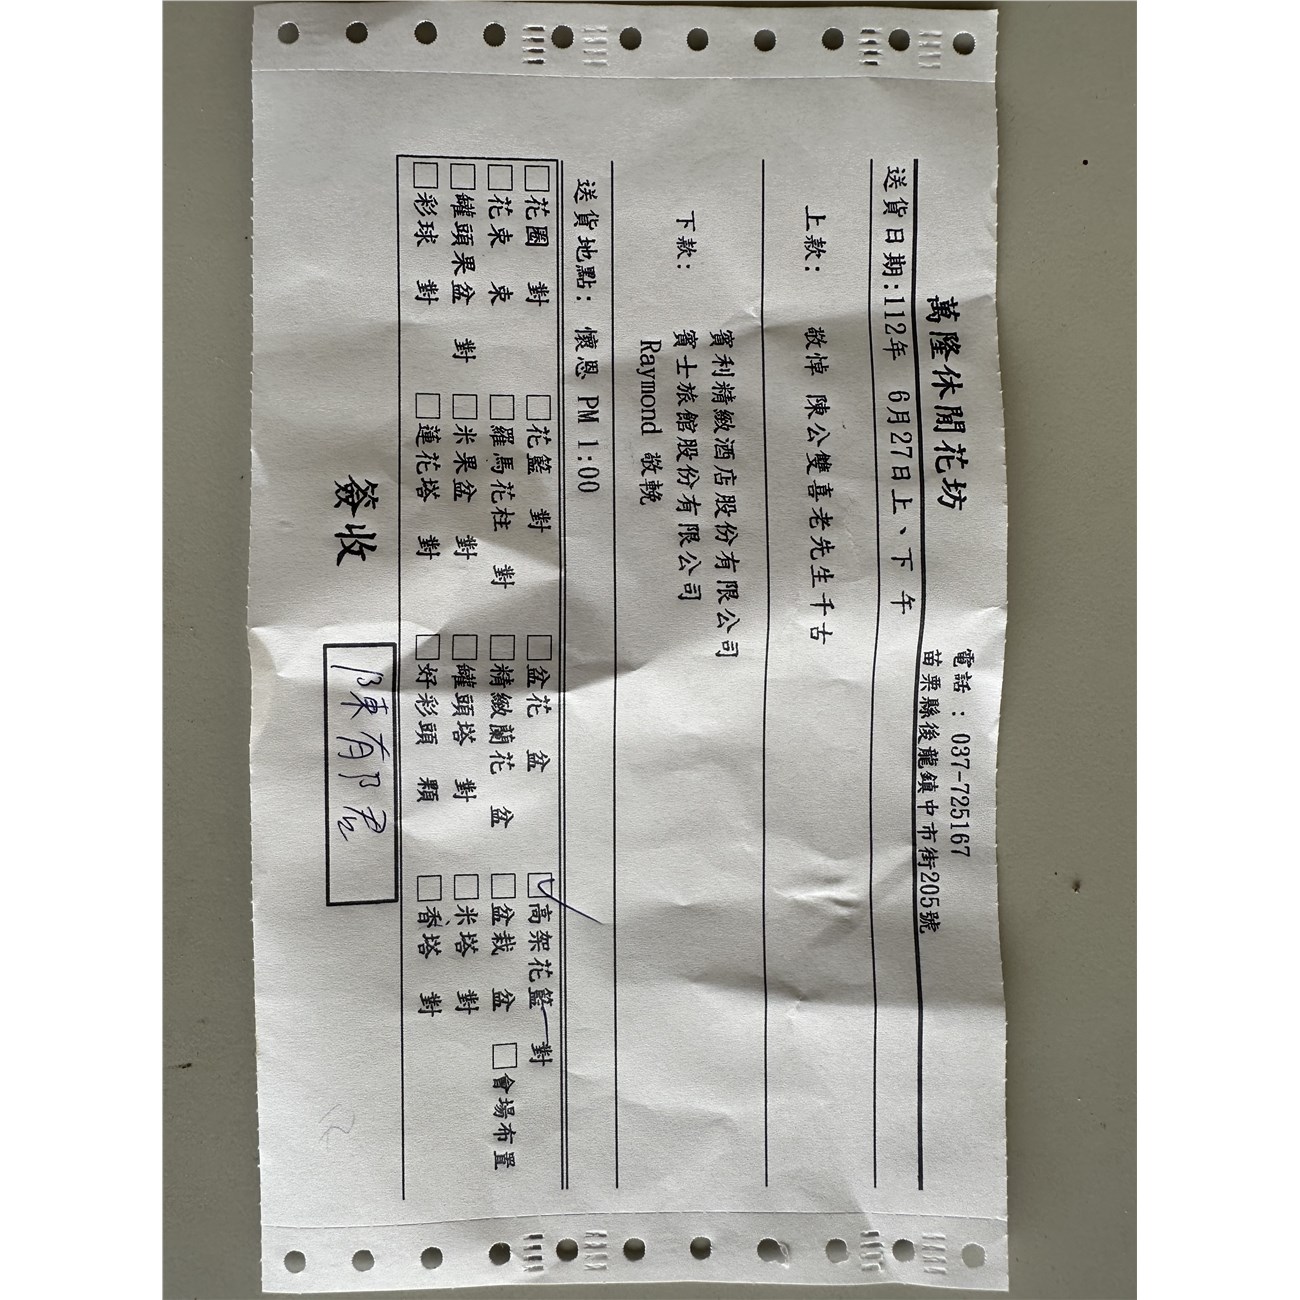 萬隆休閒花坊
電話：037-725167
苗栗縣後龍鎮中市街205號
送貨日期:112年 6月27日上、下 午
上款： 敬悼 陳公雙喜老先生千古
賓利精緻酒店股份有限公司
下款： 賓士旅館股份有限公司
Raymond 敬輓
送貨地點： 懷恩 PM 1:00
□花圈 對 □花籃 對 □盆花 盆 ☑高架花籃一對
□花束 束 □羅馬花柱 對 □精緻蘭花 盆 □盆栽 盆 □會場布置
□罐頭果盆 對 □米果盆 對 □罐頭塔 對 □米塔 對
□彩球 對 □蓮花塔 對 □好彩頭 顆 □香塔 對
簽收 陳有